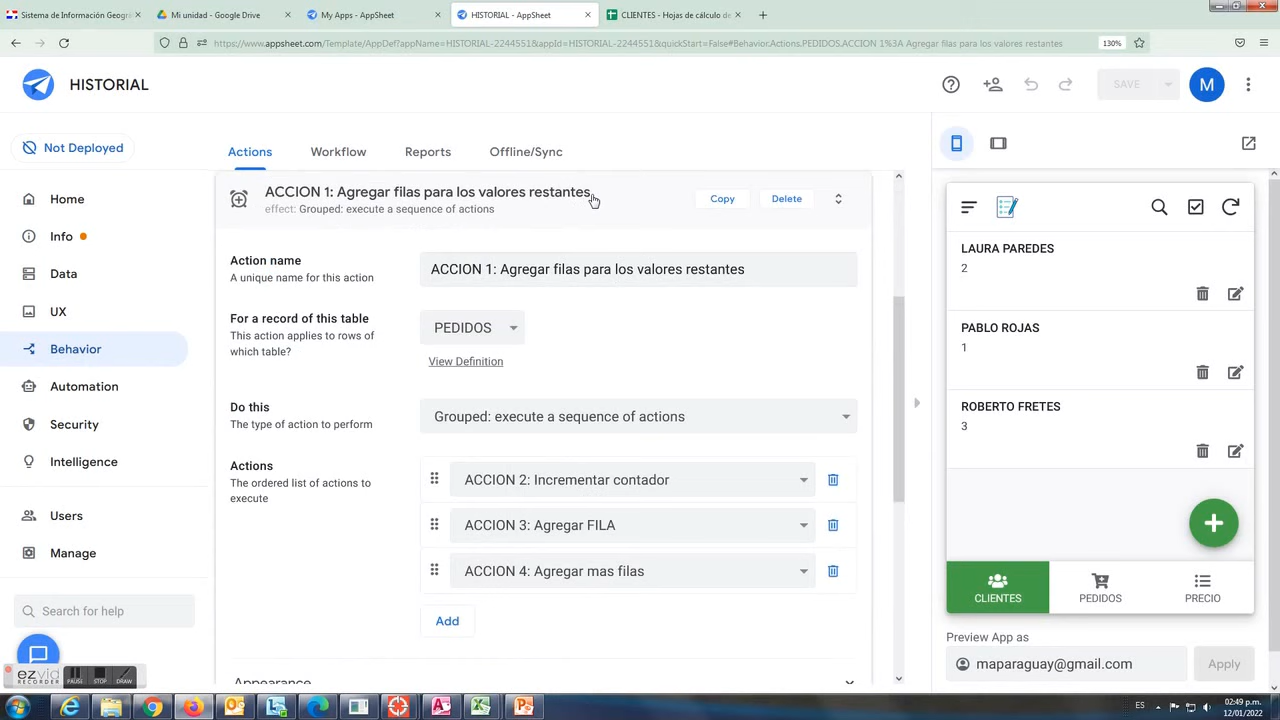 Sistema de Información Geogr
Mi unidad - Google Drive
My Apps - AppSheet
HISTORIAL - AppSheet
CLIENTES - Hojas de cálculo de
https://www.appsheet.com/Template/AppDef?appName=HISTORIAL-2244551&appId=HISTORIAL-2244551&quickStart=False#Behavior.Actions.PEDIDOS.ACCION 1%3A Agregar filas para los valores restantes
130%
HISTORIAL
SAVE
M
Not Deployed
Actions
Workflow
Reports
Offline/Sync
Home
Info
Data
UX
Behavior
Automation
Security
Intelligence
Users
Manage
Search for help
ACCION 1: Agregar filas para los valores restantes
effect: Grouped: execute a sequence of actions
Copy
Delete
Action name
A unique name for this action
ACCION 1: Agregar filas para los valores restantes
For a record of this table
This action applies to rows of
which table?
PEDIDOS
View Definition
Do this
The type of action to perform
Grouped: execute a sequence of actions
Actions
The ordered list of actions to
execute
ACCION 2: Incrementar contador
ACCION 3: Agregar FILA
ACCION 4: Agregar mas filas
Add
Appearance
LAURA PAREDES
2
PABLO ROJAS
1
ROBERTO FRETES
3
CLIENTES
PEDIDOS
PRECIO
Preview App as
maparaguay@gmail.com
Apply
ezvid
PAUSE
STOP
DRAW
ES
02:49 p.m.
12/01/2022